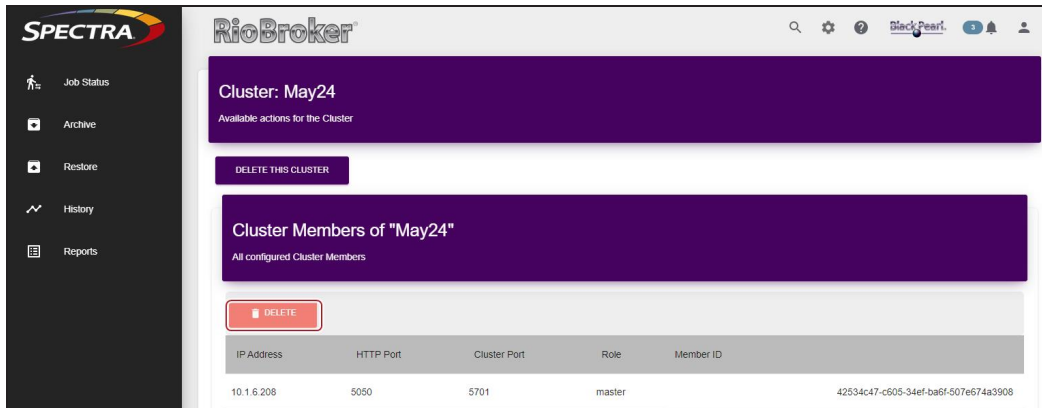 SPECTRA
RioBroker
BlackPearl.
3
Job Status
Archive
Restore
History
Reports
Cluster: May24
Available actions for the Cluster
DELETE THIS CLUSTER
Cluster Members of "May24"
All configured Cluster Members
DELETE
IP Address HTTP Port Cluster Port Role Member ID
10.1.6.208 5050 5701 master 42534c47-c605-34ef-ba6f-507e674a3908